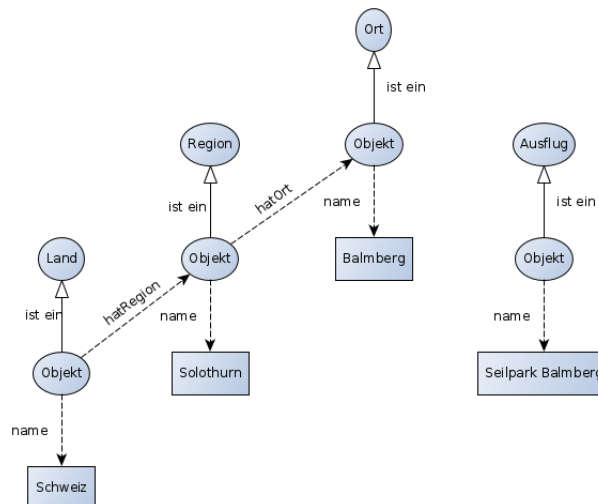 Ort
ist ein
Region
Objekt
Ausflug
ist ein
hatOrt
name
ist ein
Land
Objekt
Balmberg
Objekt
hatRegion
ist ein
name
name
Objekt
Solothurn
Seilpark Balmberg
name
Schweiz